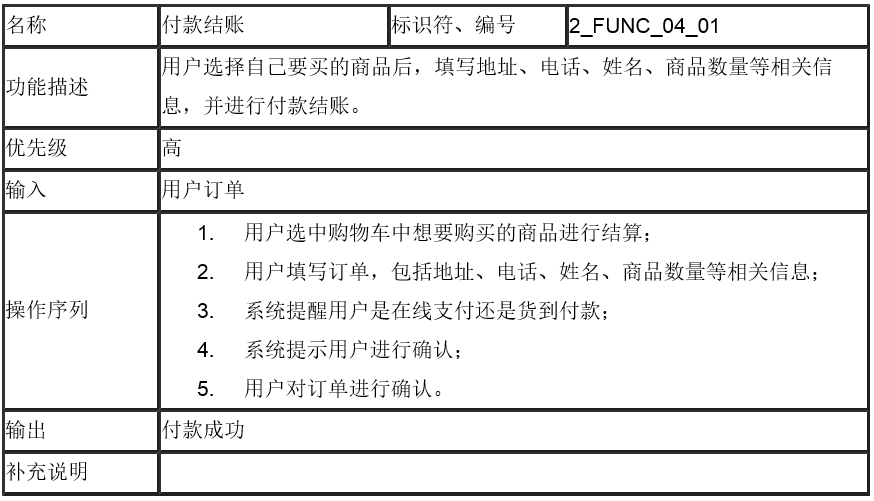 名称 付款结账 标识符、编号 2_FUNC_04_01
功能描述 用户选择自己要买的商品后，填写地址、电话、姓名、商品数量等相关信
息，并进行付款结账。
优先级 高
输入 用户订单
操作序列
1. 用户选中购物车中想要购买的商品进行结算；
2. 用户填写订单，包括地址、电话、姓名、商品数量等相关信息；
3. 系统提醒用户是在线支付还是货到付款；
4. 系统提示用户进行确认；
5. 用户对订单进行确认。
输出 付款成功
补充说明